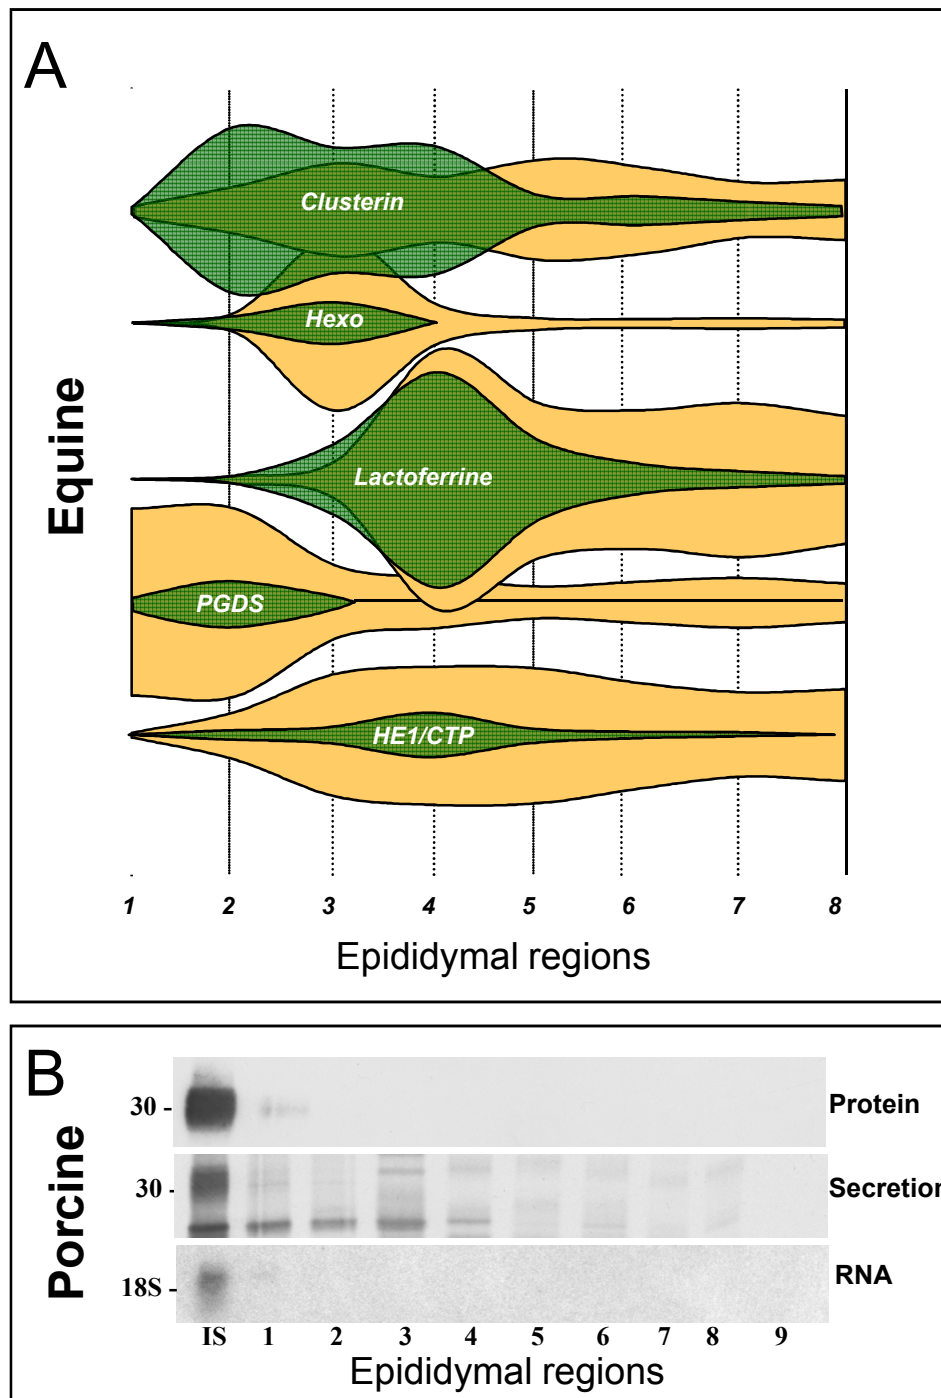 A
Equine
Clusterin
Hexo
Lactoferrine
PGDS
HE1/CTP
1 2 3 4 5 6 7 8
Epididymal regions
B
Porcine
30 - Protein
30 - Secretion
18S - RNA
IS 1 2 3 4 5 6 7 8 9
Epididymal regions